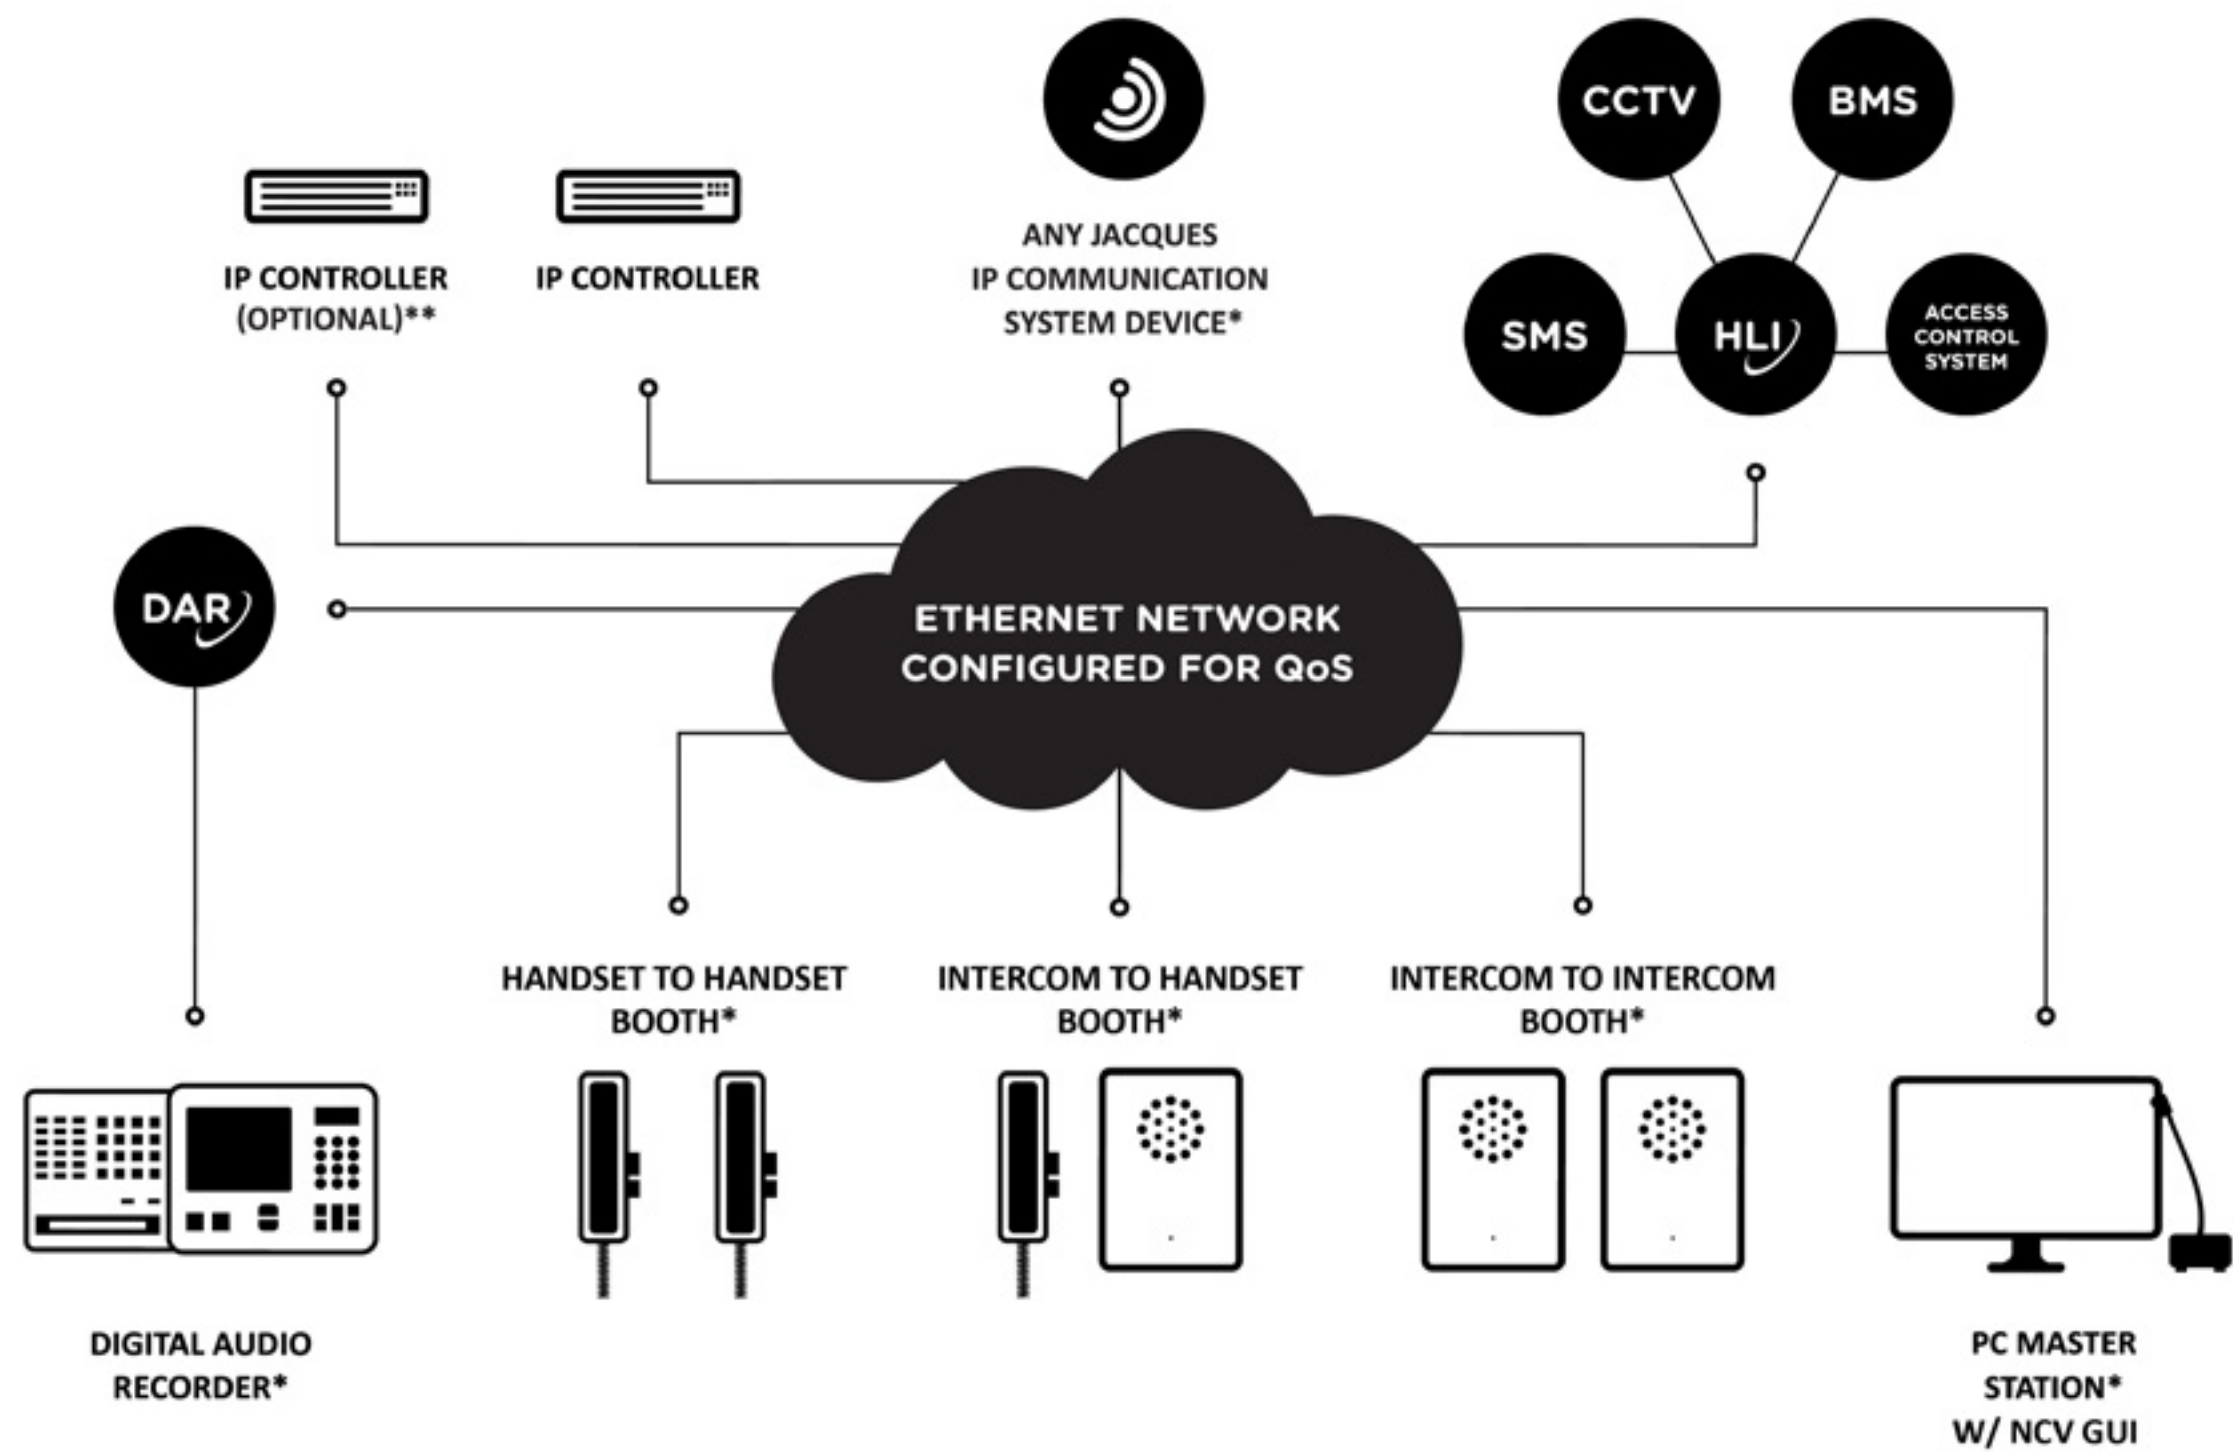 CCTV
BMS
ANY JACQUES
IP COMMUNICATION
SYSTEM DEVICE*
IP CONTROLLER
(OPTIONAL)**
IP CONTROLLER
SMS
HLI
ACCESS
CONTROL
SYSTEM
DAR
ETHERNET NETWORK
CONFIGURED FOR QoS
HANDSET TO HANDSET
BOOTH*
INTERCOM TO HANDSET
BOOTH*
INTERCOM TO INTERCOM
BOOTH*
DIGITAL AUDIO
RECORDER*
PC MASTER
STATION*
W/ NCV GUI